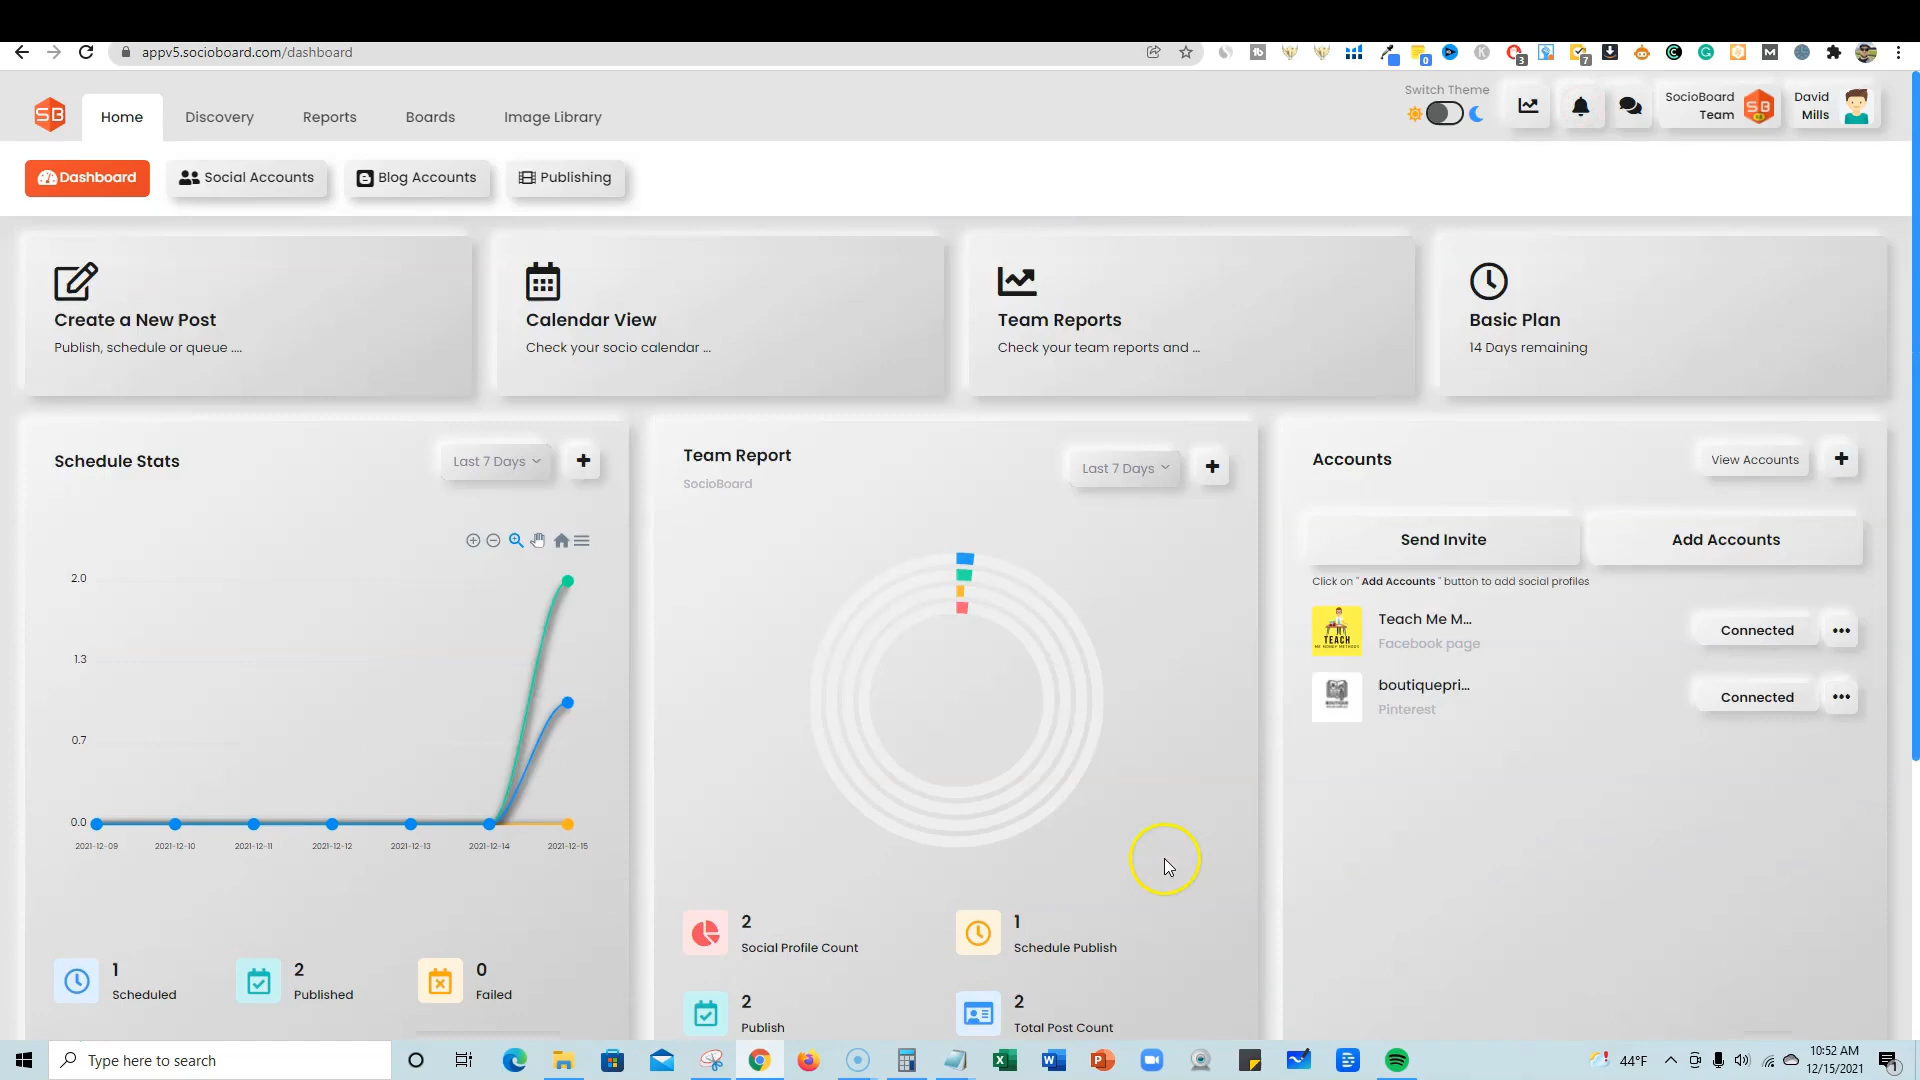 appv5.socioboard.com/dashboard
0
3
7
Switch Theme
SB
Home
Discovery
Reports
Boards
Image Library
SocioBoard
Team
David
Mills
Dashboard
Social Accounts
Blog Accounts
Publishing
Create a New Post
Publish, schedule or queue ....
Calendar View
Check your socio calendar ...
Team Reports
Check your team reports and ...
Basic Plan
14 Days remaining
Schedule Stats
Last 7 Days
2.0
1.3
0.7
0.0
2021-12-09
2021-12-10
2021-12-11
2021-12-12
2021-12-13
2021-12-14
2021-12-15
1
Scheduled
2
Published
0
Failed
Team Report
SocioBoard
Last 7 Days
2
Social Profile Count
1
Schedule Publish
2
Publish
2
Total Post Count
Accounts
View Accounts
Send Invite
Add Accounts
Click on " Add Accounts " button to add social profiles
TEACH
Teach Me M...
Facebook page
Connected
boutiquepri...
Pinterest
Connected
Type here to search
44°F
10:52 AM
12/15/2021
1